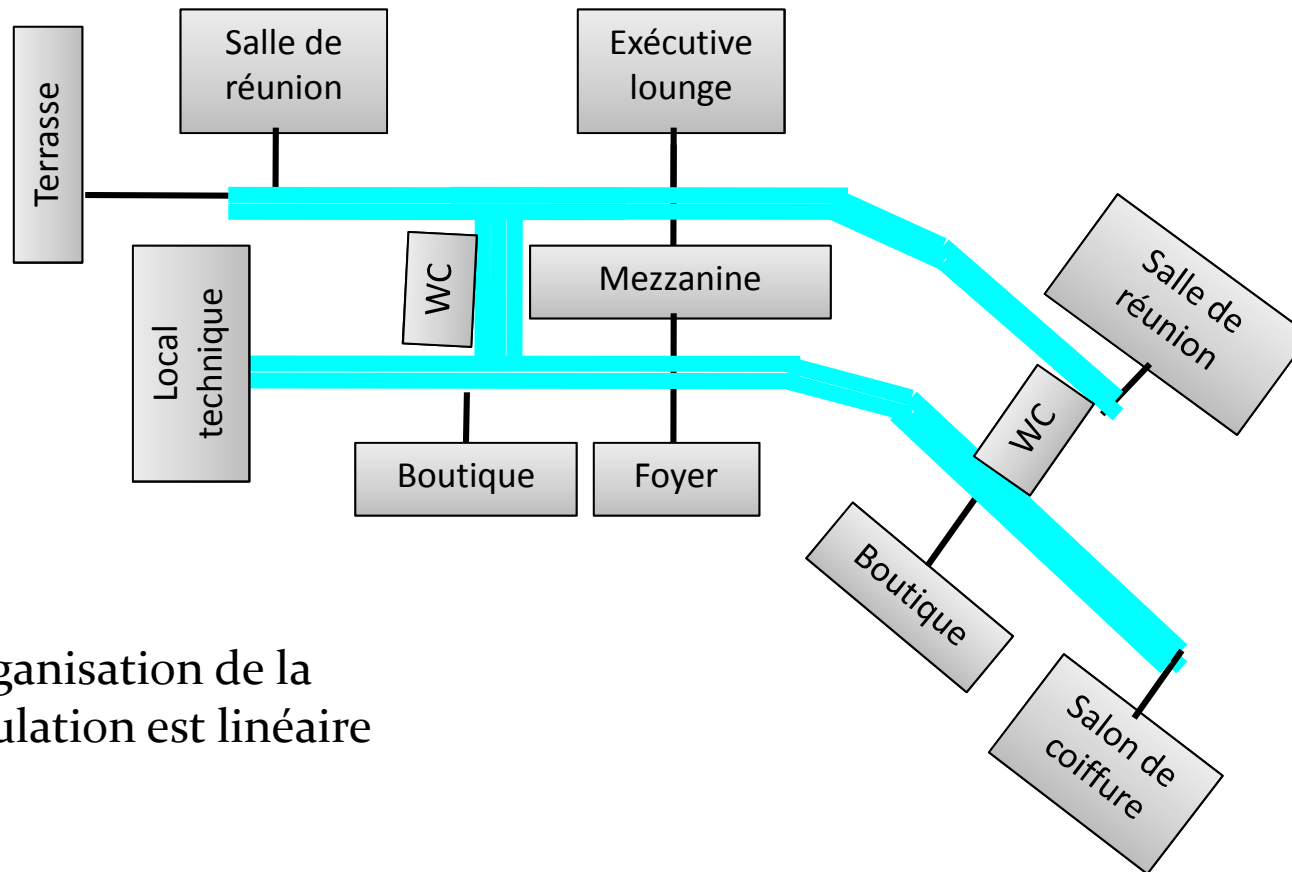 Terrasse
Salle de
réunion
Exécutive
lounge
Local
technique
WC
Mezzanine
Salle de
réunion
WC
Boutique
Foyer
Boutique
Salon de
coiffure
ganisation de la
ulation est linéaire